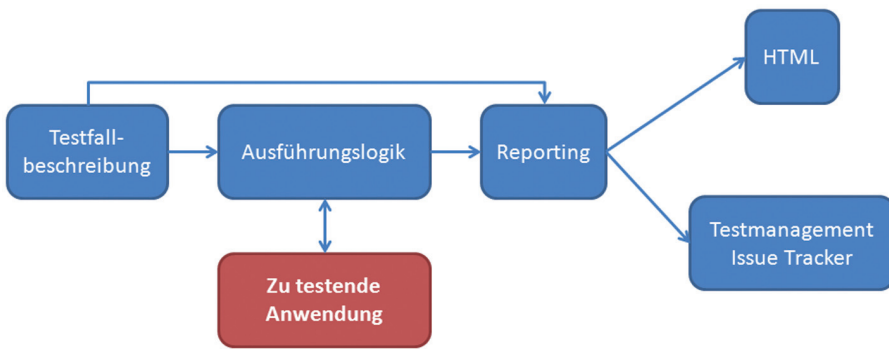 HTML
Testfall-
beschreibung
Ausführungslogik
Reporting
Testmanagement
Issue Tracker
Zu testende
Anwendung